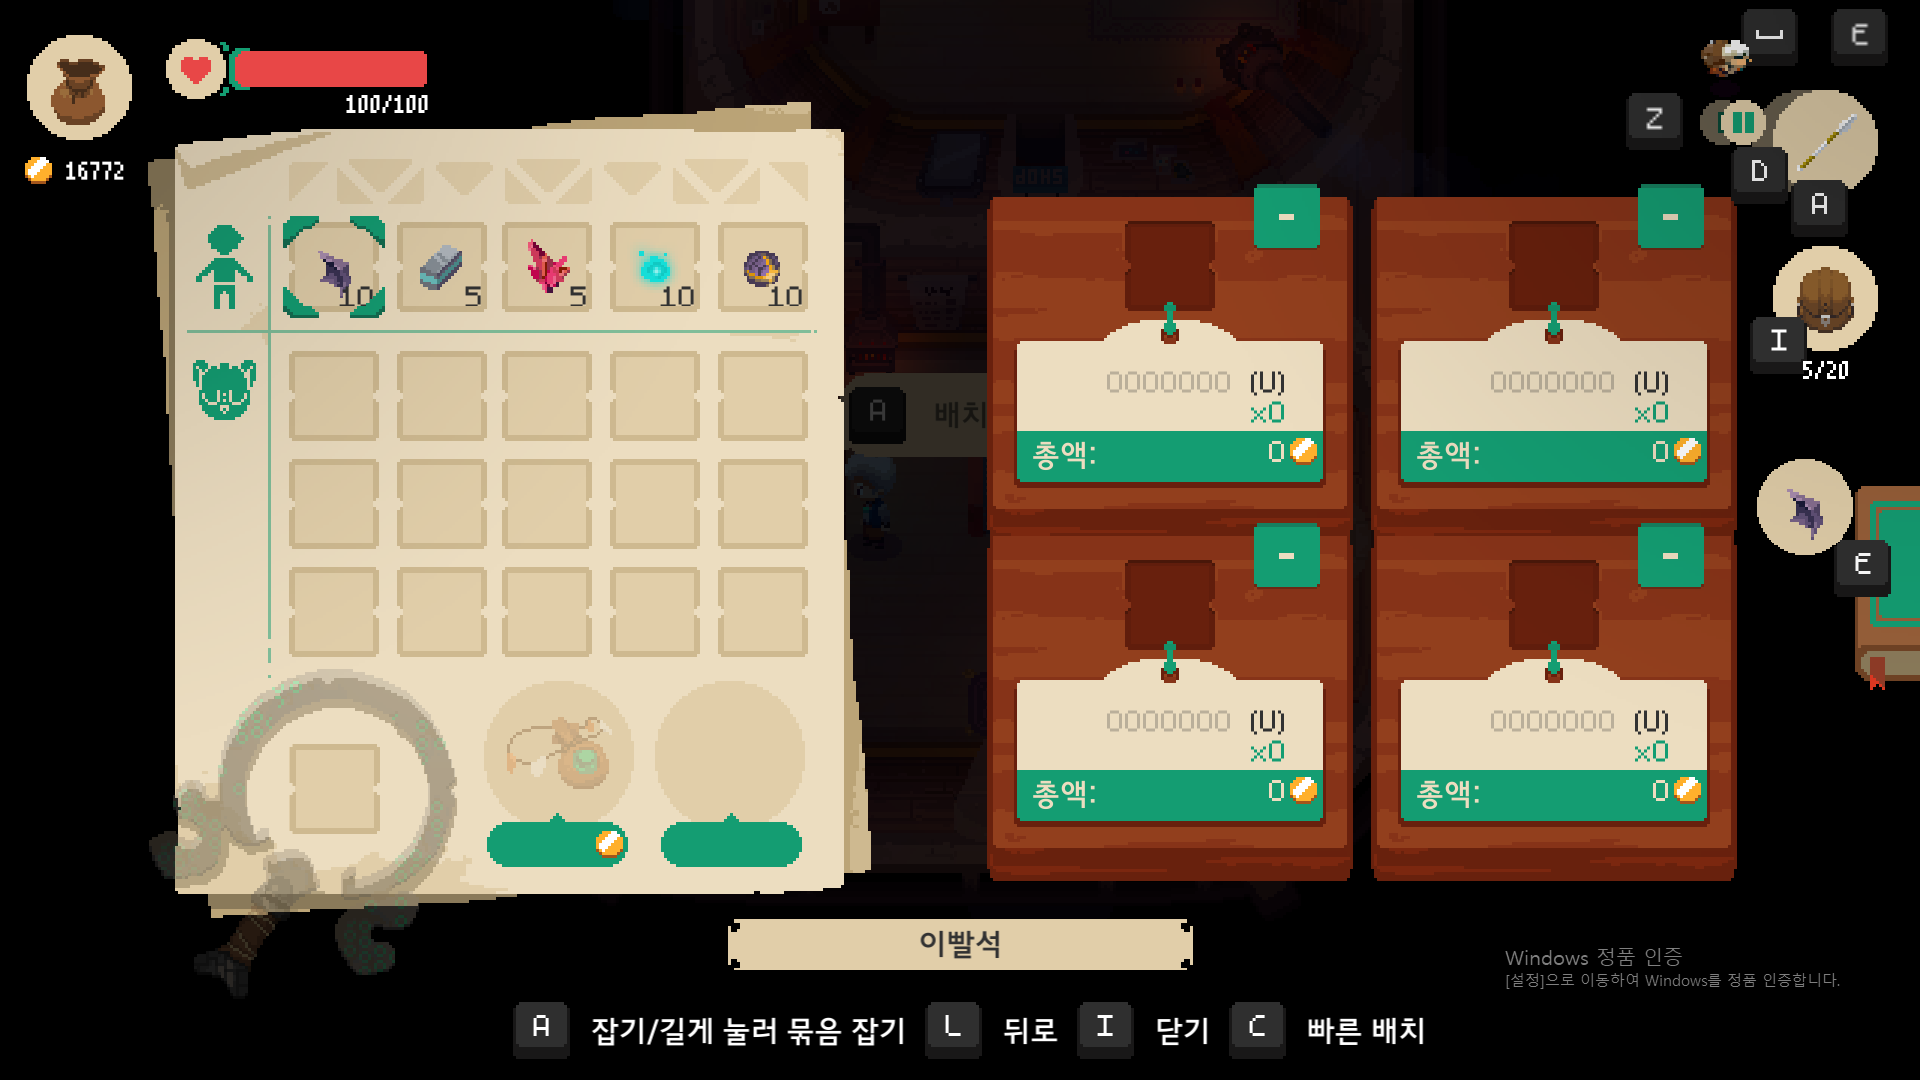 100/100
16772
E
Z
D
A
I
5/20
E
10
5
5
10
10
SHOP
A 배치
0000000 (U)
x0
총액: 0
0000000 (U)
x0
총액: 0
0000000 (U)
x0
총액: 0
0000000 (U)
x0
총액: 0
이빨석
Windows 정품 인증
[설정]으로 이동하여 Windows를 정품 인증합니다.
A 잡기/길게 눌러 묶음 잡기 L 뒤로 I 닫기 C 빠른 배치